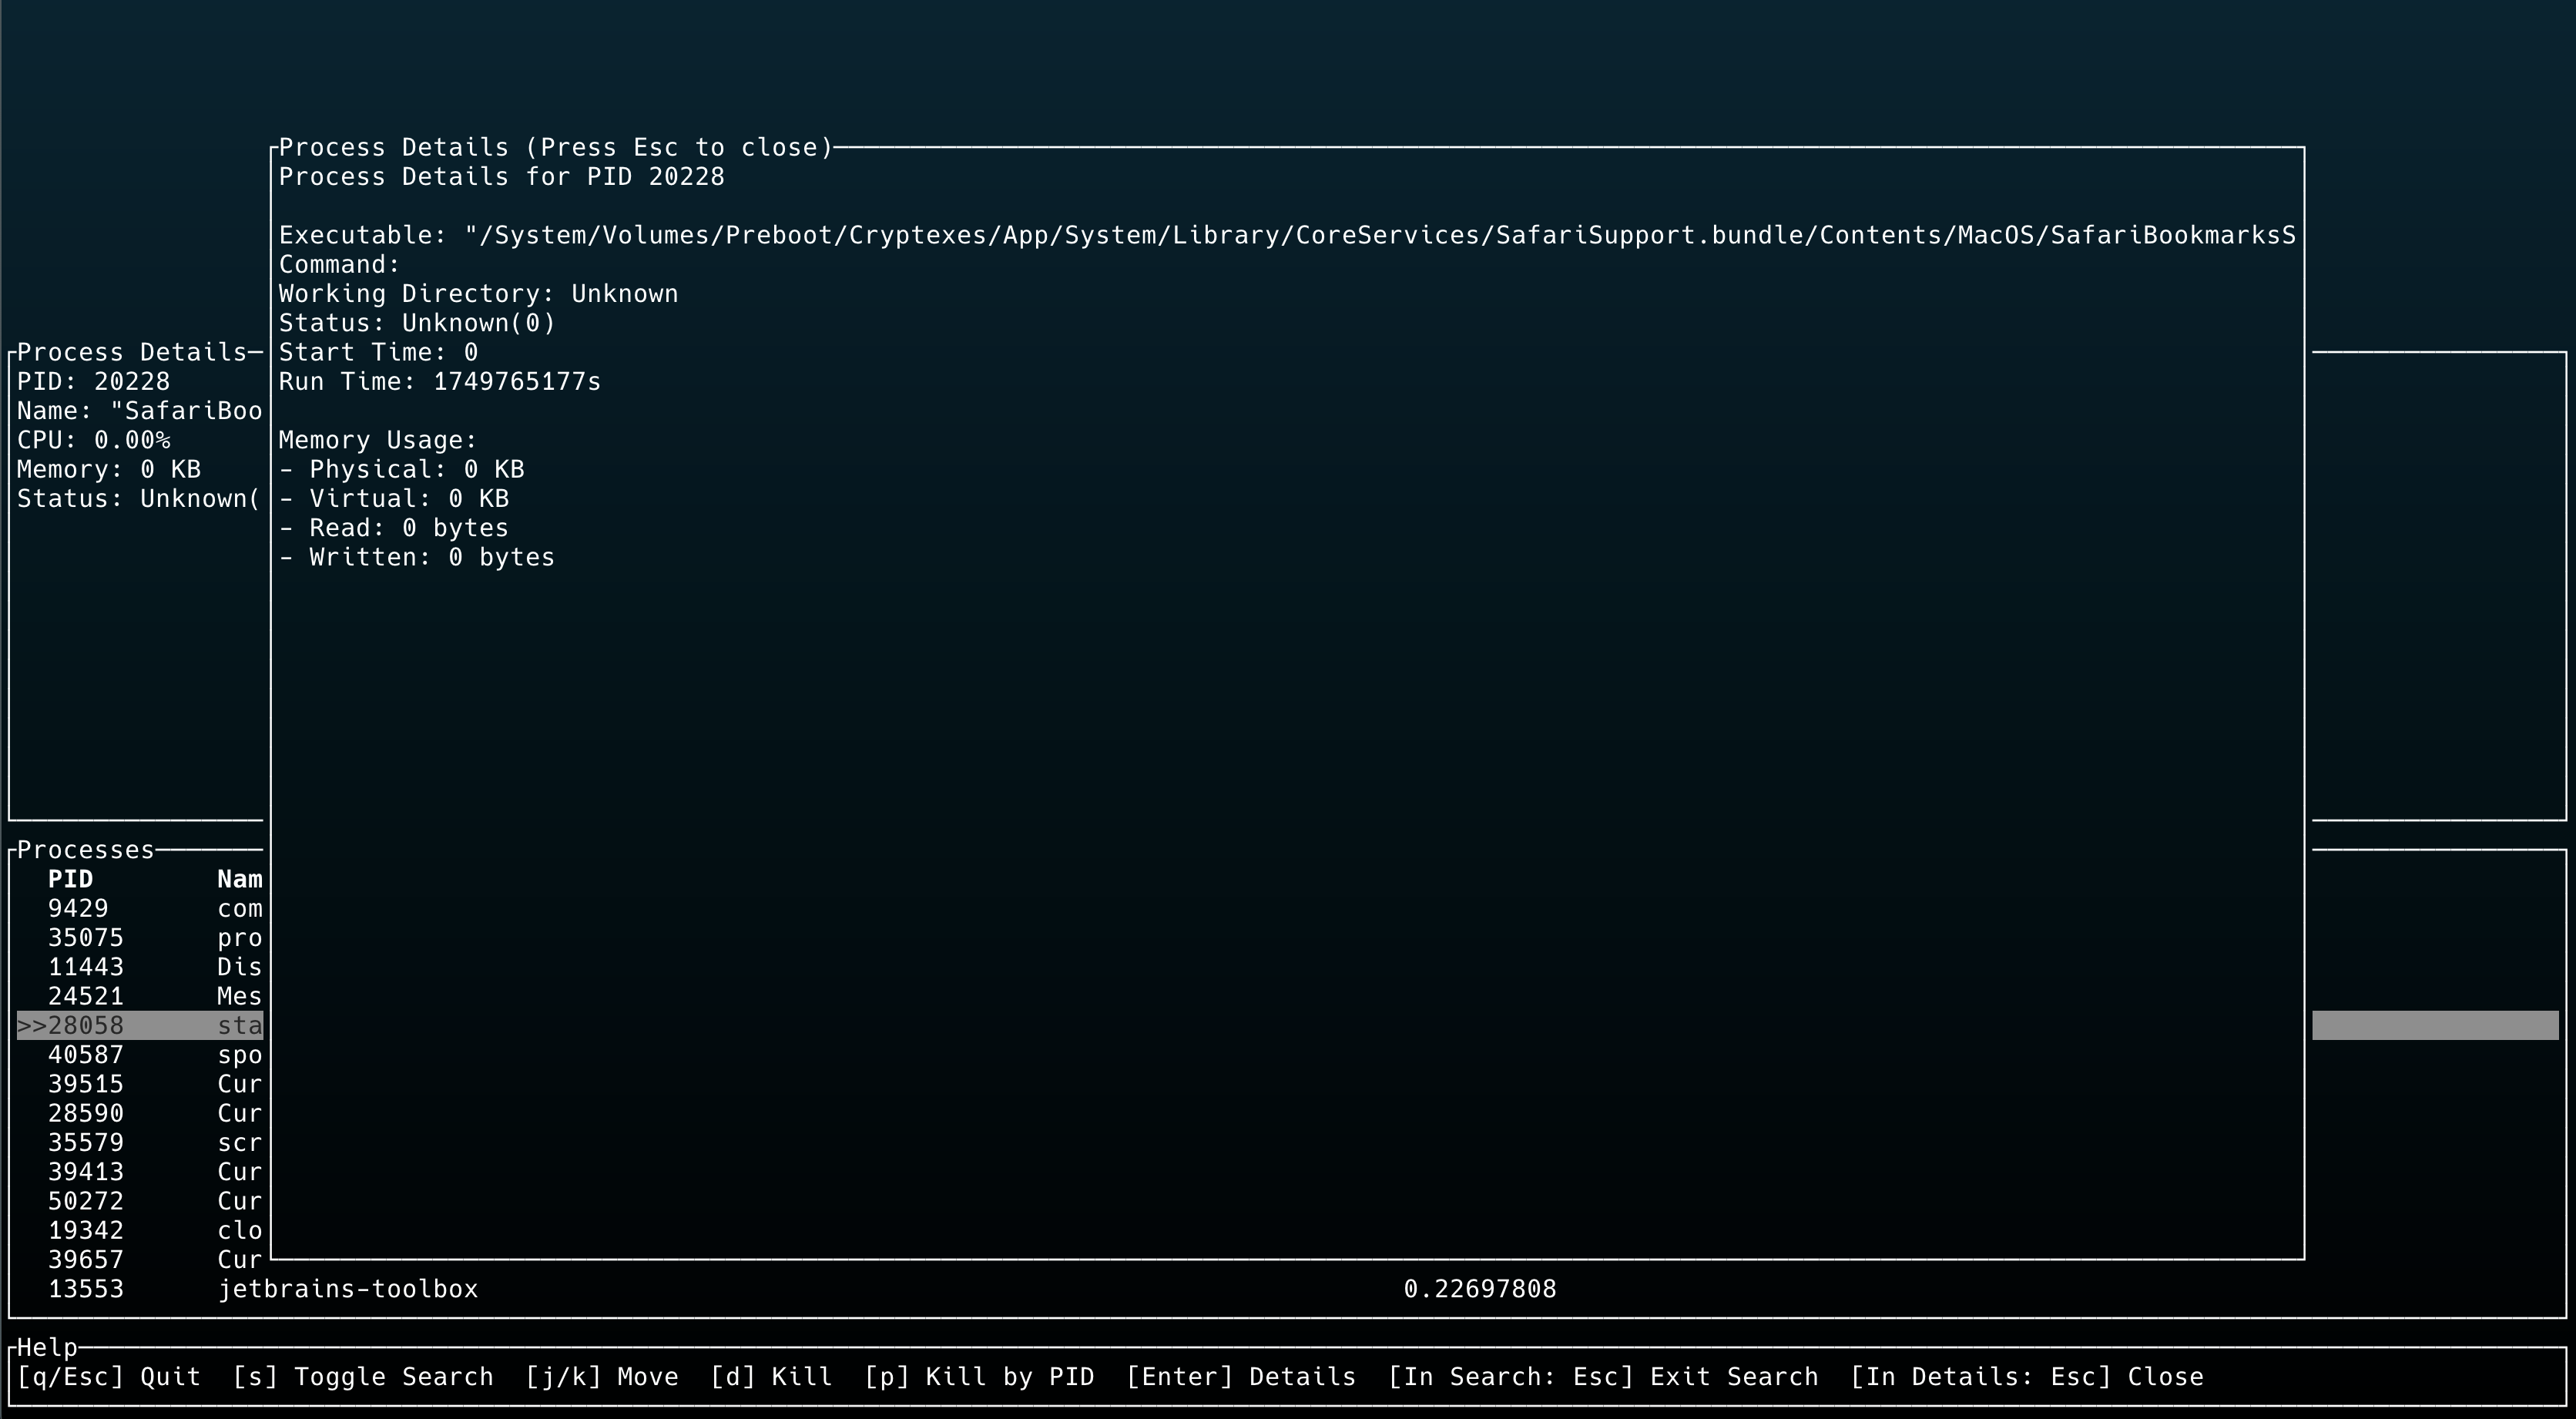 Process Details (Press Esc to close)
Process Details for PID 20228
Executable: "/System/Volumes/Preboot/Cryptexes/App/System/Library/CoreServices/SafariSupport.bundle/Contents/MacOS/SafariBookmarksS
Command:
Working Directory: Unknown
Status: Unknown(0)
Start Time: 0
Run Time: 1749765177s
Memory Usage:
- Physical: 0 KB
- Virtual: 0 KB
- Read: 0 bytes
- Written: 0 bytes
Process Details
PID: 20228
Name: "SafariBoo
CPU: 0.00%
Memory: 0 KB
Status: Unknown(
Processes
PID Nam
9429 com
35075 pro
11443 Dis
24521 Mes
>>28058 sta
40587 spo
39515 Cur
28590 Cur
35579 scr
39413 Cur
50272 Cur
19342 clo
39657 Cur
13553 jetbrains-toolbox 0.22697808
Help
[q/Esc] Quit [s] Toggle Search [j/k] Move [d] Kill [p] Kill by PID [Enter] Details [In Search: Esc] Exit Search [In Details: Esc] Close